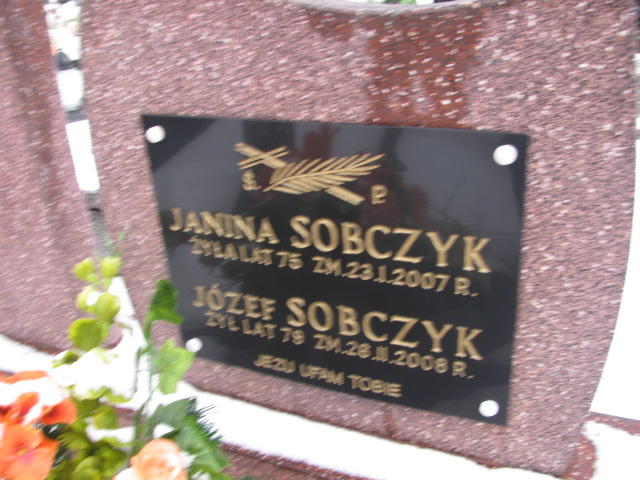 Ś. P.
JANINA SOBCZYK
ŻYŁA LAT 75 ZM. 23.I.2007 R.
JÓZEF SOBCZYK
ŻYŁ LAT 79 ZM. 28.II.2008 R.
JEZU UFAM TOBIE